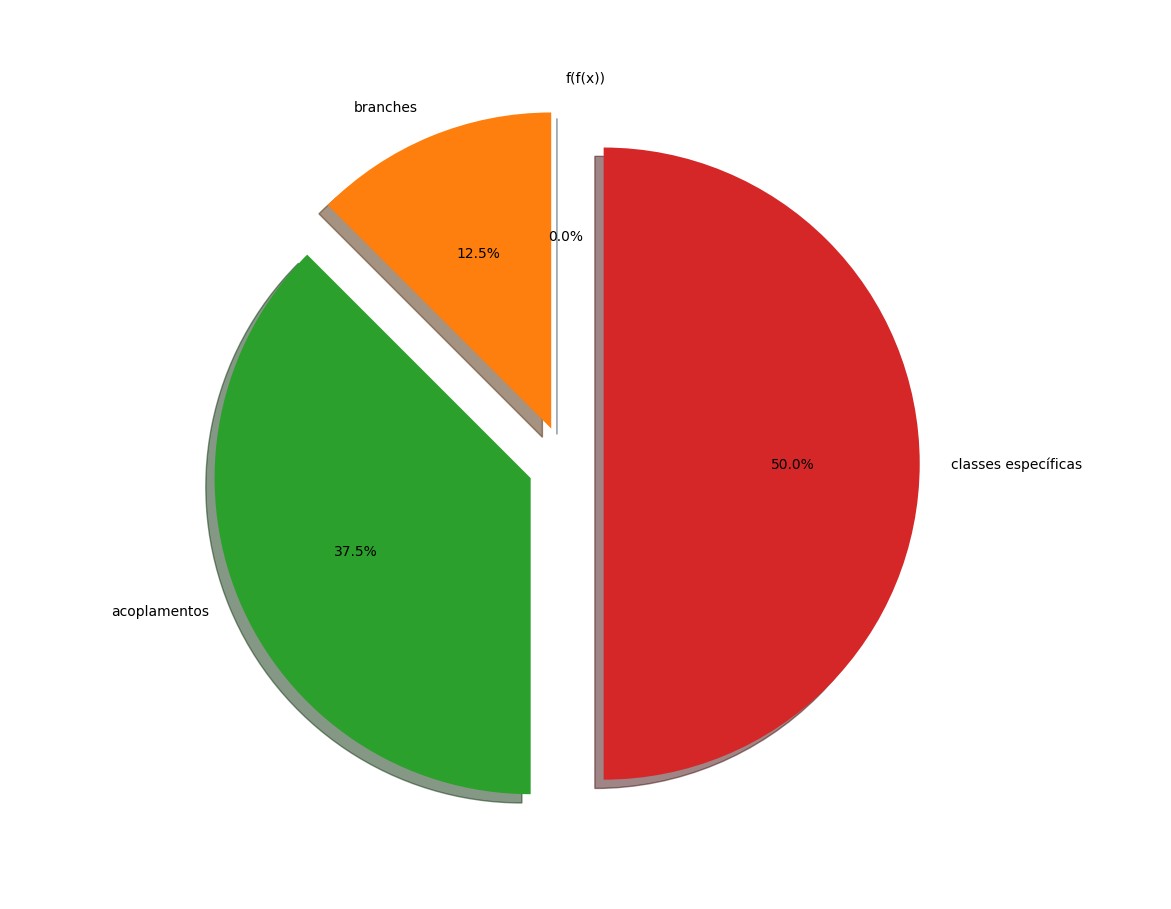 f(f(x))
branches
0.0%
12.5%
50.0%
classes específicas
37.5%
acoplamentos